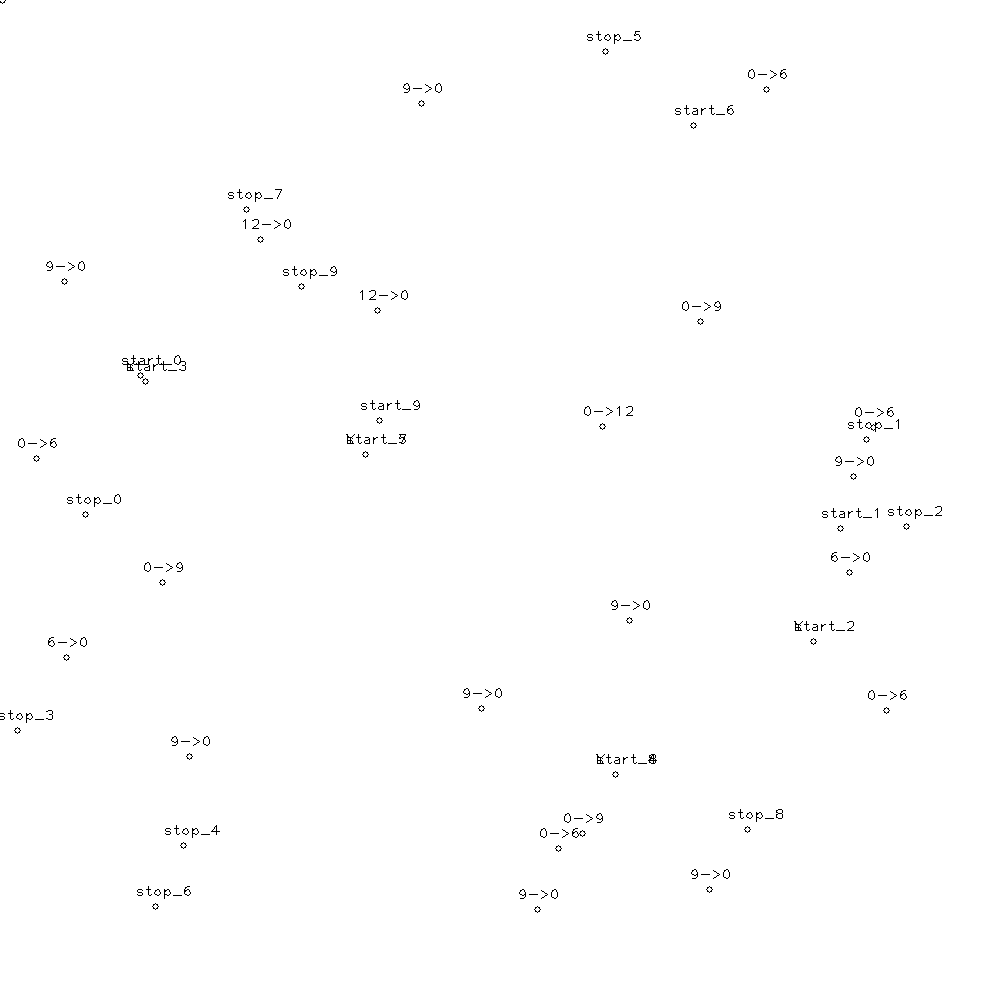 stop_5
0->6
9->0
start_6
stop_7
12->0
9->0
stop_9
12->0
0->9
start_0
start_3
start_9
0->12
0->6
stop_1
0->6
9->0
stop_0
start_1
stop_2
6->0
0->9
9->0
start_2
6->0
9->0
0->6
stop_3
9->0
0->9
stop_8
stop_4
0->6
9->0
stop_6
9->0